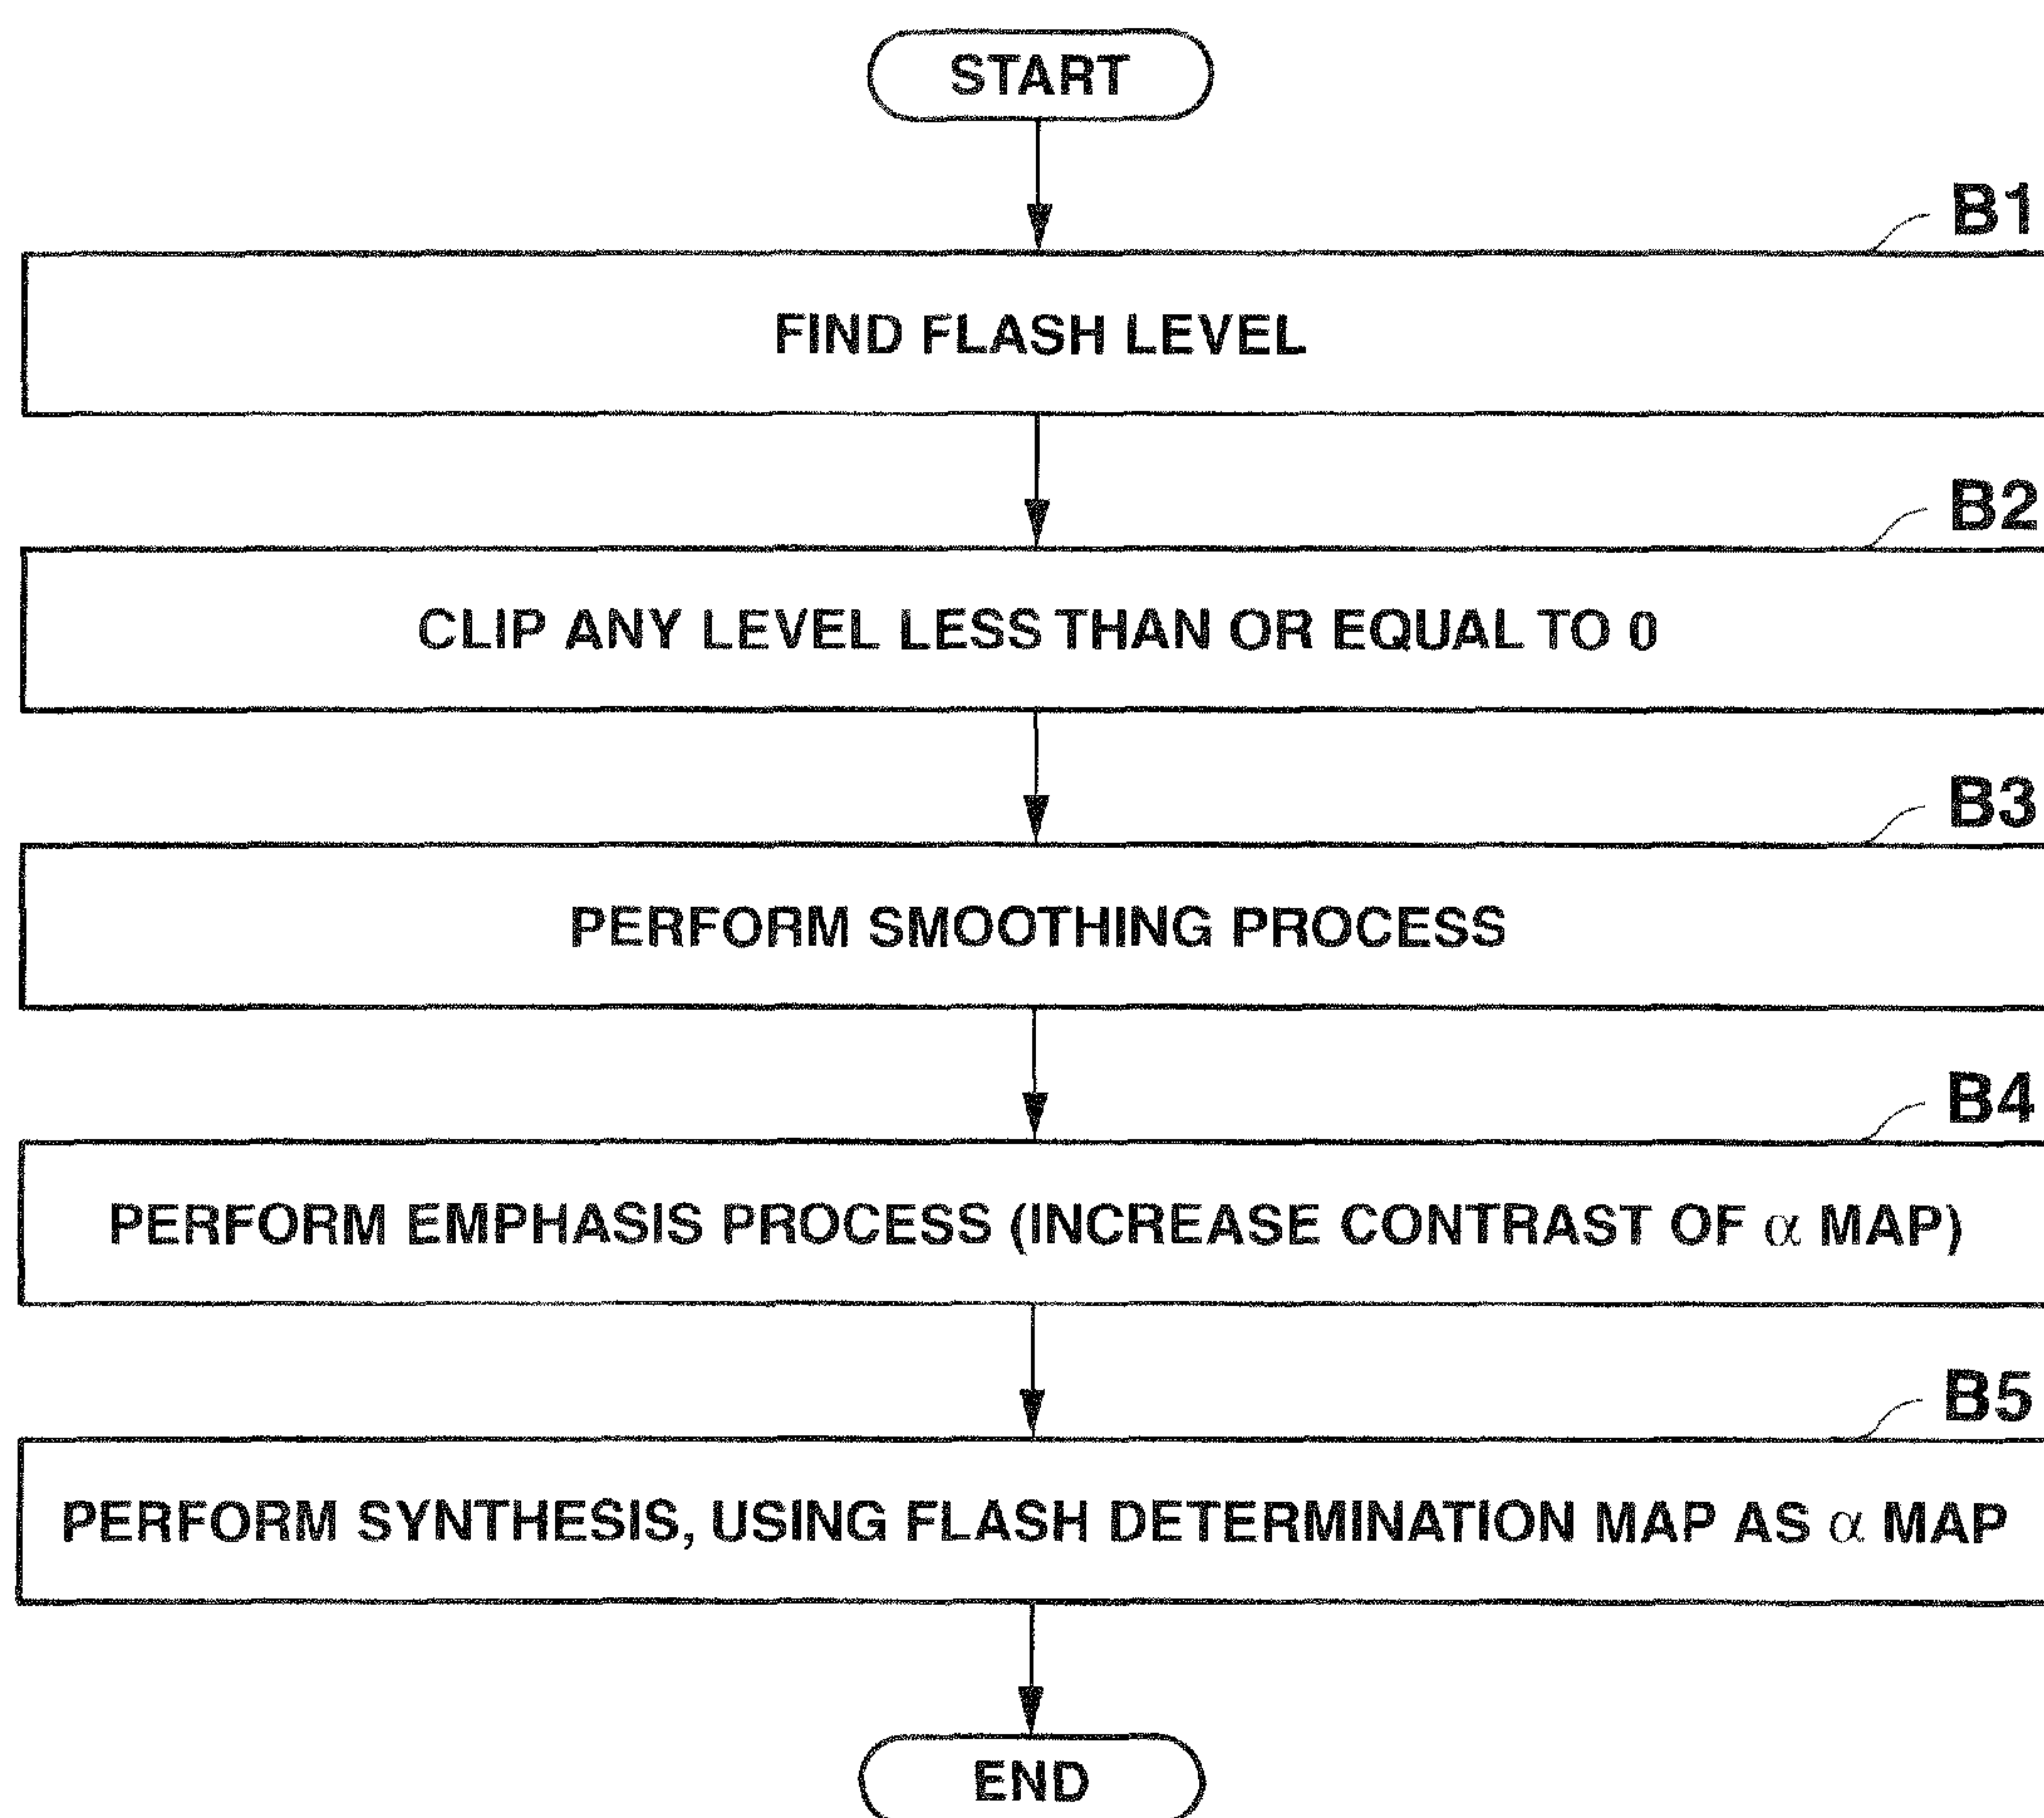 START
B1
FIND FLASH LEVEL
B2
CLIP ANY LEVEL LESS THAN OR EQUAL TO 0
B3
PERFORM SMOOTHING PROCESS
B4
PERFORM EMPHASIS PROCESS (INCREASE CONTRAST OF α MAP)
B5
PERFORM SYNTHESIS, USING FLASH DETERMINATION MAP AS α MAP
END